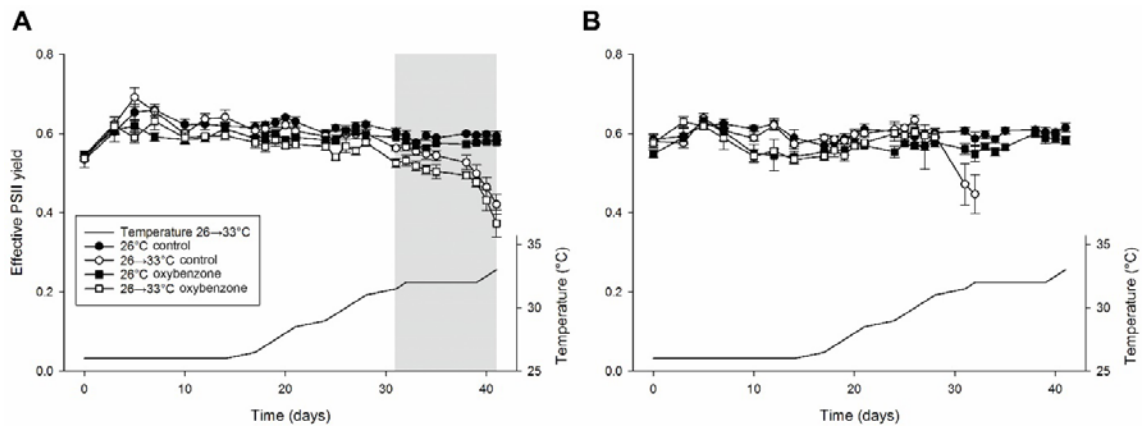 A
B
0.8
0.6
0.4
0.2
0.0
Effective PSII yield
Temperature 26→33°C
26°C control
26→33°C control
26°C oxybenzone
26→33°C oxybenzone
35
30
25
Temperature (°C)
0 10 20 30 40
Time (days)
0.8
0.6
0.4
0.2
0.0
35
30
25
Temperature (°C)
0 10 20 30 40
Time (days)